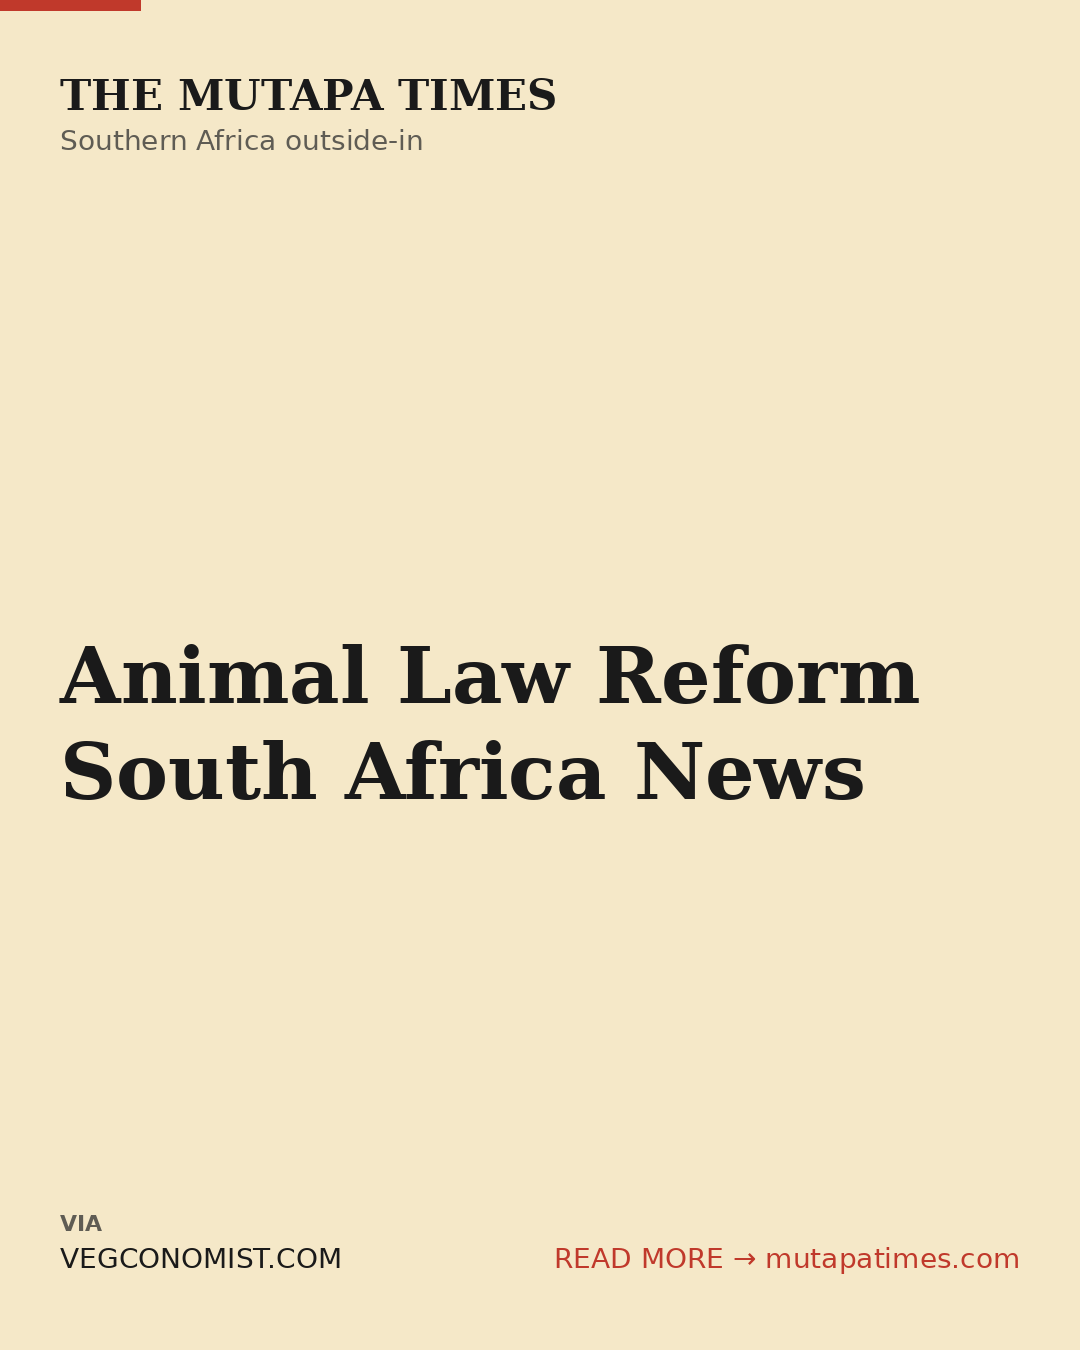 THE MUTAPA TIMES
Southern Africa outside-in
Animal Law Reform
South Africa News
VIA
VEGCONOMIST.COM
READ MORE → mutapatimes.com